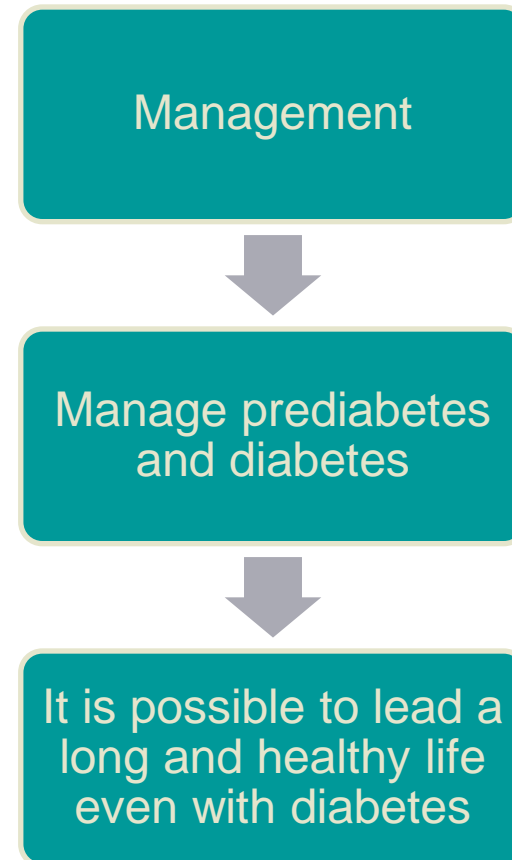 Management
Manage prediabetes
and diabetes
It is possible to lead a
long and healthy life
even with diabetes